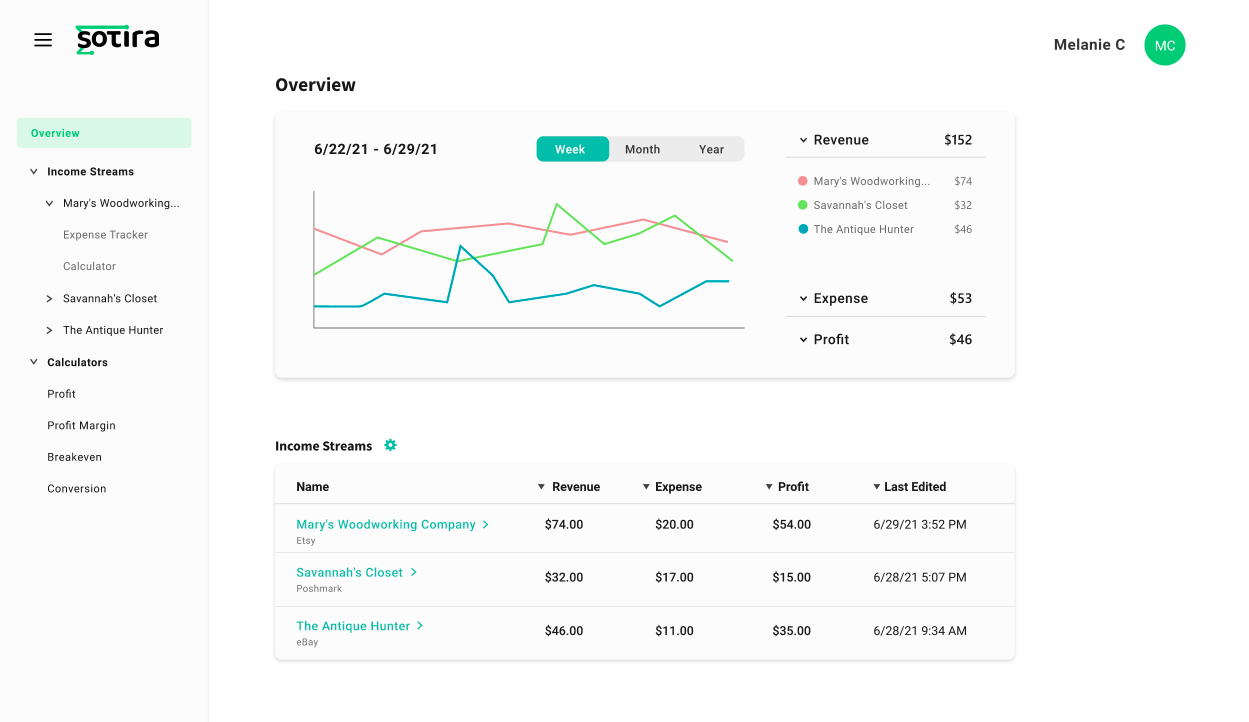 sotira
Melanie C
MC
Overview
Income Streams
Mary's Woodworking...
Expense Tracker
Calculator
Savannah's Closet
The Antique Hunter
Calculators
Profit
Profit Margin
Breakeven
Conversion
Overview
6/22/21 - 6/29/21
Week Month Year
Revenue $152
Mary's Woodworking... $74
Savannah's Closet $32
The Antique Hunter $46
Expense $53
Profit $46
Income Streams
Name Revenue Expense Profit Last Edited
Mary's Woodworking Company $74.00 $20.00 $54.00 6/29/21 3:52 PM
Etsy
Savannah's Closet $32.00 $17.00 $15.00 6/28/21 5:07 PM
Poshmark
The Antique Hunter $46.00 $11.00 $35.00 6/28/21 9:34 AM
eBay